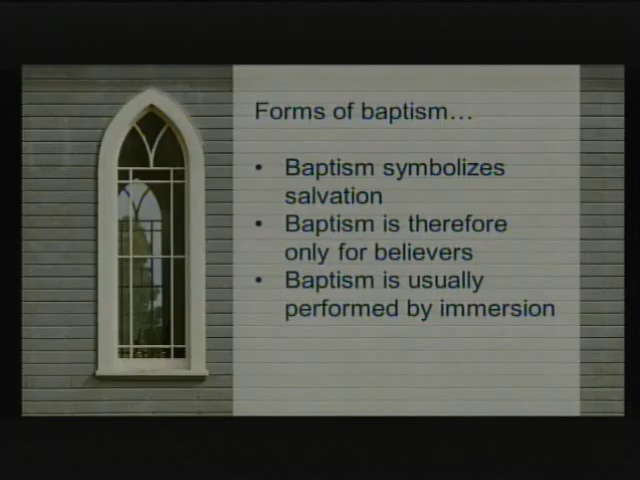 Forms of baptism…
• Baptism symbolizes
salvation
• Baptism is therefore
only for believers
• Baptism is usually
performed by immersion